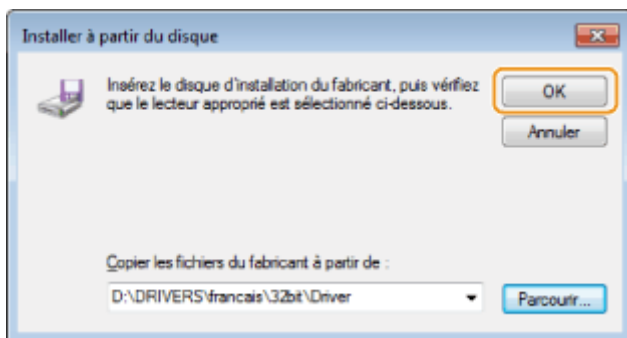 Installer à partir du disque
Insérez le disque d'installation du fabricant, puis vérifiez
que le lecteur approprié est sélectionné ci-dessous.
OK
Annuler
Copier les fichiers du fabricant à partir de :
D:\DRIVERS\francais\32bit\Driver
Parcourir...